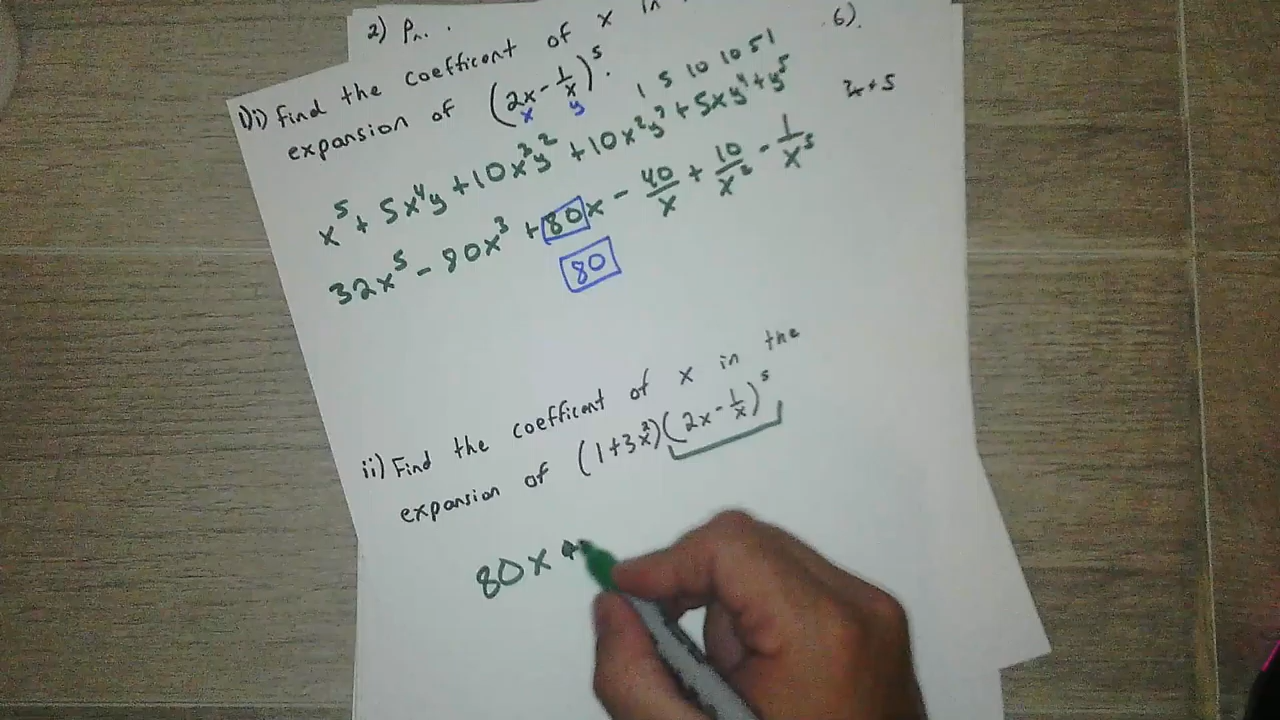 2) Pn. .
6).
1)i) find the coefficent of x in
expansion of (2x - 1/x)^5.
x y
1 5 10 10 5 1
x^5 + 5x^4y + 10x^3y^2 + 10x^2y^3 + 5xy^4 + y^5
32x^5 - 80x^3 + 80x - 40/x + 10/x^2 - 1/x^5
80
ii) Find the coefficent of x in the
expansion of (1+3x^2)(2x - 1/x)^5
80x +